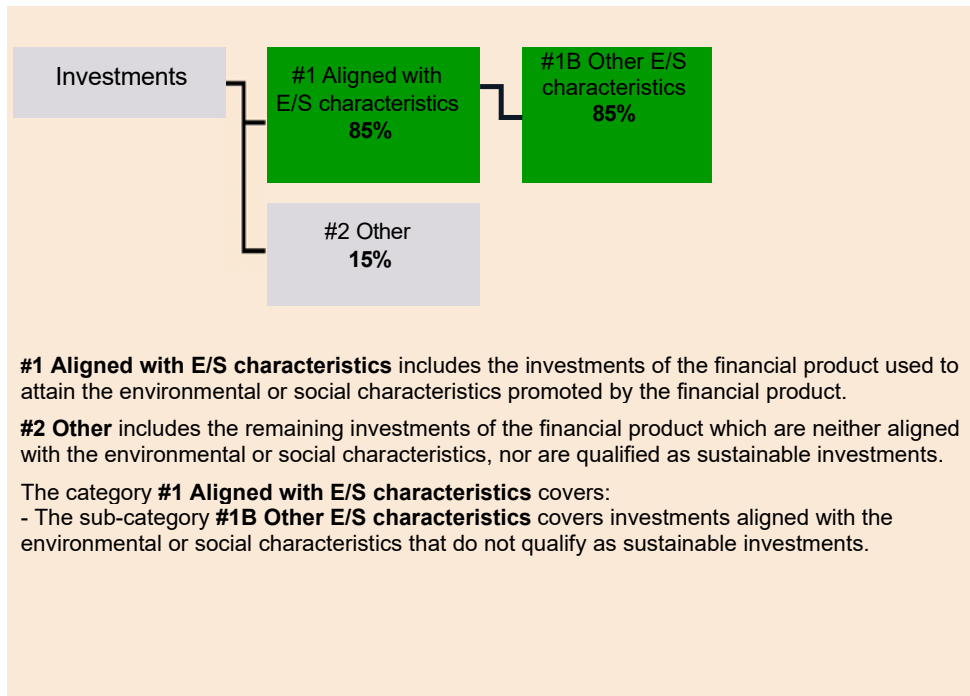 Investments
#1 Aligned with
E/S characteristics
85%
#1B Other E/S
characteristics
85%
#2 Other
15%
#1 Aligned with E/S characteristics includes the investments of the financial product used to
attain the environmental or social characteristics promoted by the financial product.
#2 Other includes the remaining investments of the financial product which are neither aligned
with the environmental or social characteristics, nor are qualified as sustainable investments.
The category #1 Aligned with E/S characteristics covers:
- The sub-category #1B Other E/S characteristics covers investments aligned with the
environmental or social characteristics that do not qualify as sustainable investments.